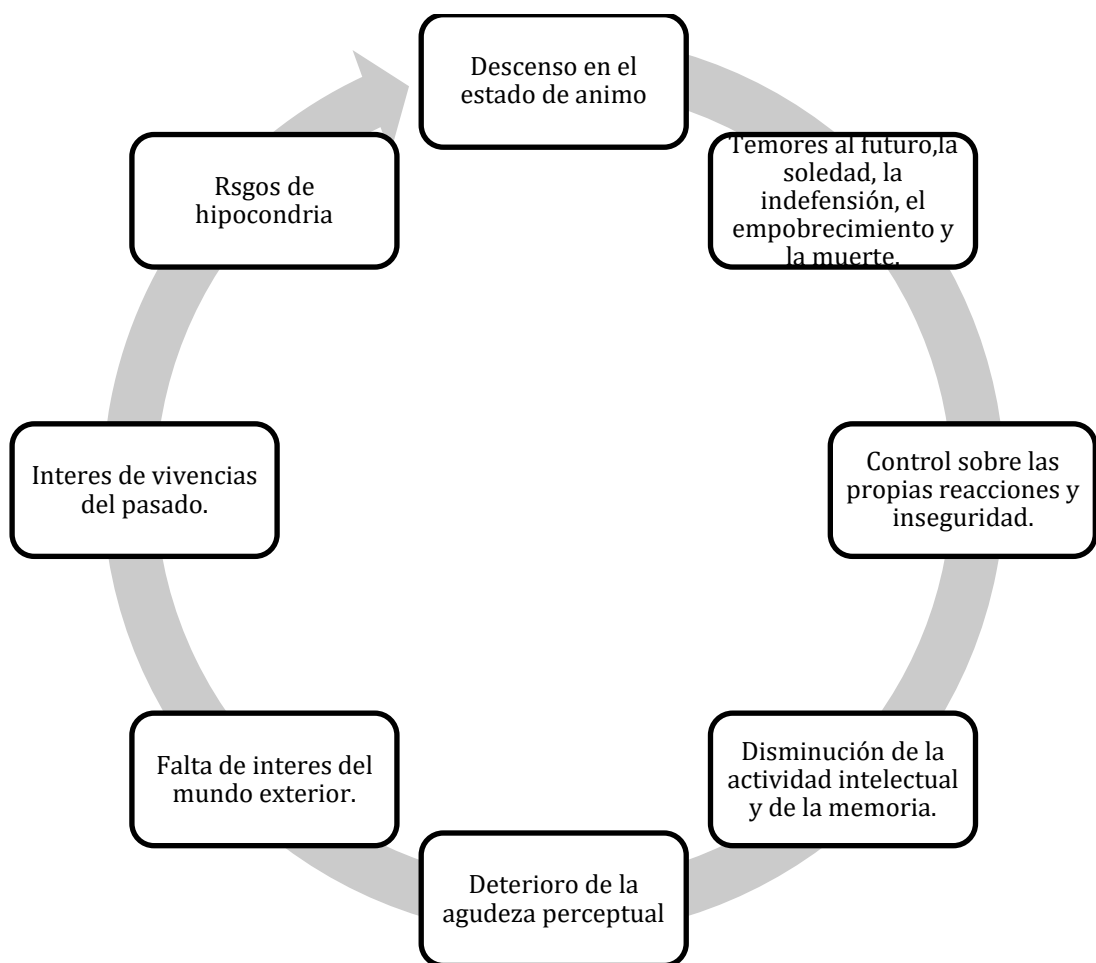 Descenso en el
estado de animo
Temores al futuro,la
soledad, la
indefensión, el
empobrecimiento y
la muerte.
Control sobre las
propias reacciones y
inseguridad.
Disminución de la
actividad intelectual
y de la memoria.
Deterioro de la
agudeza perceptual
Falta de interes del
mundo exterior.
Interes de vivencias
del pasado.
Rsgos de
hipocondria